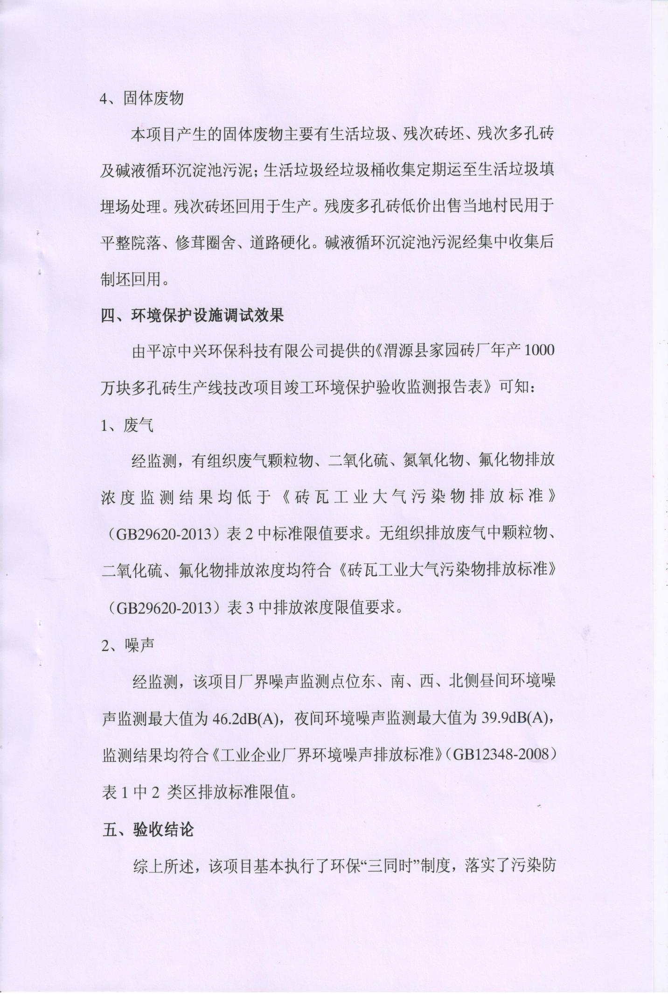 4、固体废物
本项目产生的固体废物主要有生活垃圾、残次砖坯、残次多孔砖
及碱液循环沉淀池污泥；生活垃圾经垃圾桶收集定期运至生活垃圾填
埋场处理。残次砖坯回用于生产。残废多孔砖低价出售当地村民用于
平整院落、修葺圈舍、道路硬化。碱液循环沉淀池污泥经集中收集后
制坯回用。
四、环境保护设施调试效果
由平凉中兴环保科技有限公司提供的《渭源县家园砖厂年产 1000
万块多孔砖生产线技改项目竣工环境保护验收监测报告表》可知：
1、废气
经监测，有组织废气颗粒物、二氧化硫、氮氧化物、氟化物排放
浓度监测结果均低于《砖瓦工业大气污染物排放标准》
（GB29620-2013）表 2 中标准限值要求。无组织排放废气中颗粒物、
二氧化硫、氟化物排放浓度均符合《砖瓦工业大气污染物排放标准》
（GB29620-2013）表 3 中排放浓度限值要求。
2、噪声
经监测，该项目厂界噪声监测点位东、南、西、北侧昼间环境噪
声监测最大值为 46.2dB(A)，夜间环境噪声监测最大值为 39.9dB(A)，
监测结果均符合《工业企业厂界环境噪声排放标准》（GB12348-2008）
表 1 中 2 类区排放标准限值。
五、验收结论
综上所述，该项目基本执行了环保“三同时”制度，落实了污染防